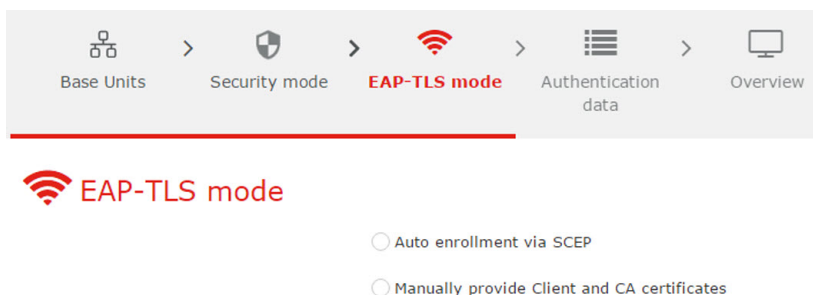 Base Units
Security mode
EAP-TLS mode
Authentication
data
Overview
EAP-TLS mode
Auto enrollment via SCEP
Manually provide Client and CA certificates